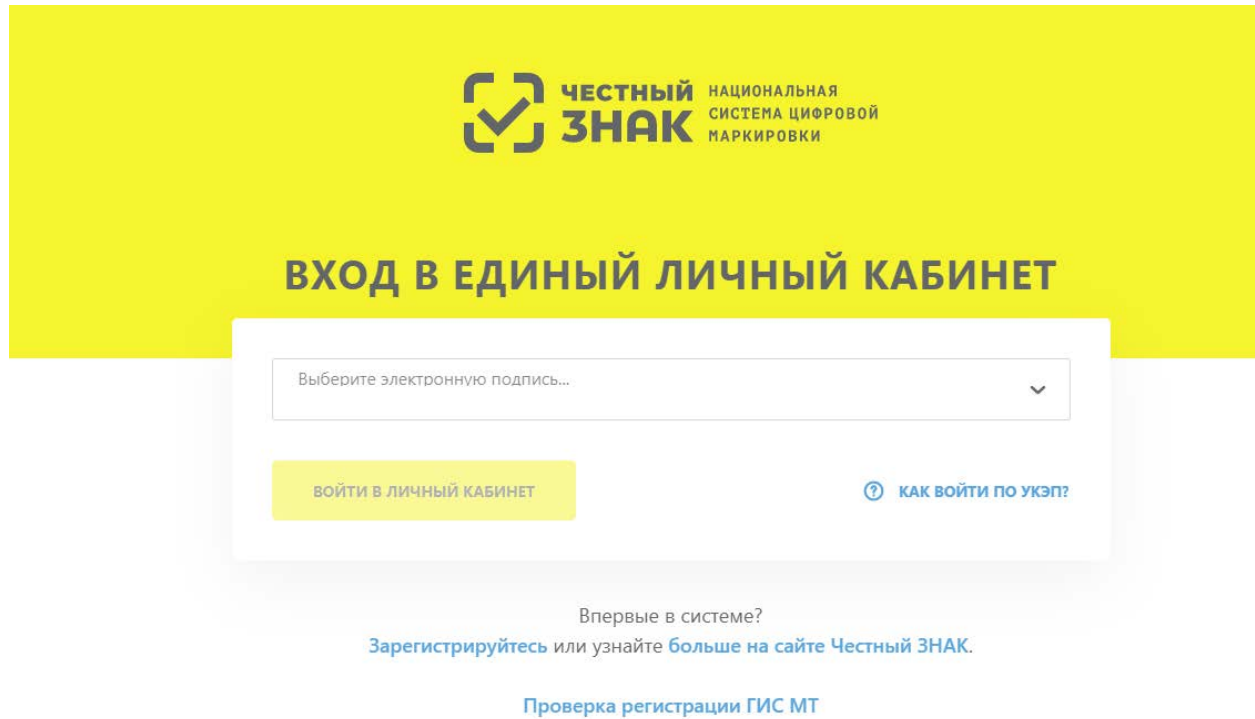 ЧЕСТНЫЙ
ЗНАК
НАЦИОНАЛЬНАЯ
СИСТЕМА ЦИФРОВОЙ
МАРКИРОВКИ
ВХОД В ЕДИНЫЙ ЛИЧНЫЙ КАБИНЕТ
Выберите электронную подпись...
ВОЙТИ В ЛИЧНЫЙ КАБИНЕТ
КАК ВОЙТИ ПО УКЭП?
Впервые в системе?
Зарегистрируйтесь или узнайте больше на сайте Честный ЗНАК.
Проверка регистрации ГИС МТ